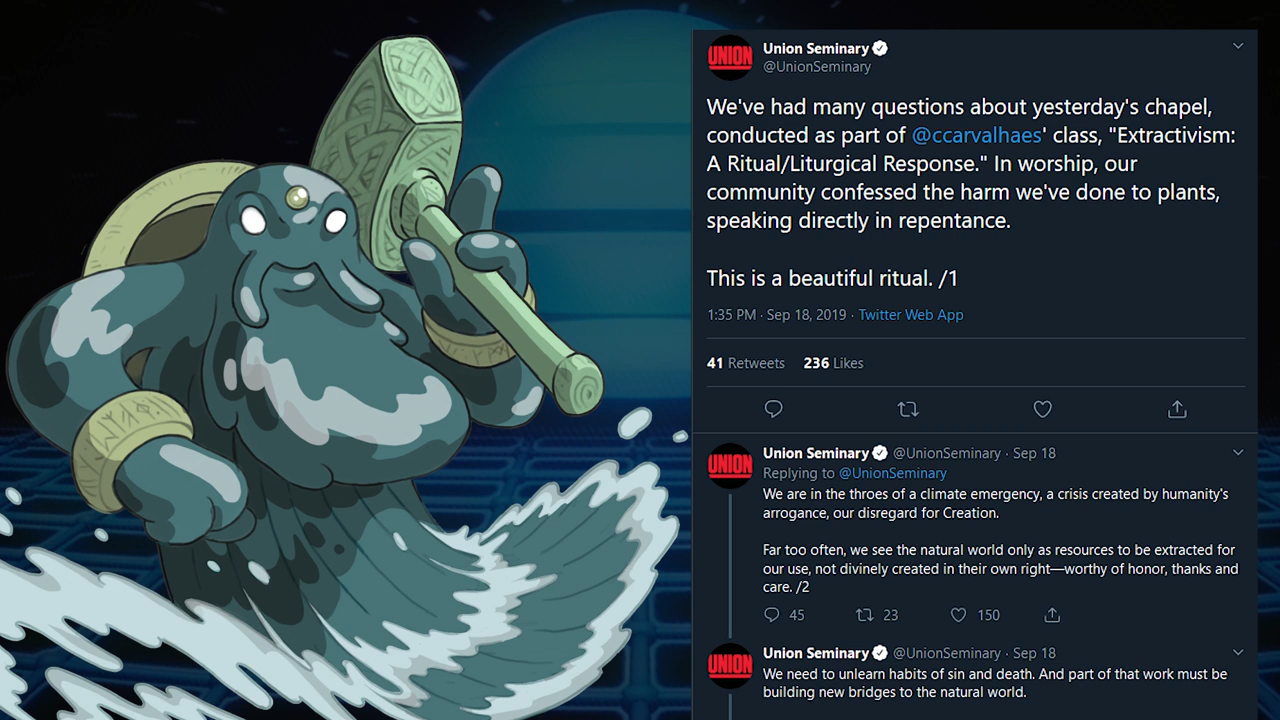 UNION
Union Seminary
@UnionSeminary
We've had many questions about yesterday's chapel,
conducted as part of @ccarvalhaes' class, "Extractivism:
A Ritual/Liturgical Response." In worship, our
community confessed the harm we've done to plants,
speaking directly in repentance.
This is a beautiful ritual. /1
1:35 PM · Sep 18, 2019 · Twitter Web App
41 Retweets 236 Likes
UNION
Union Seminary @UnionSeminary · Sep 18
Replying to @UnionSeminary
We are in the throes of a climate emergency, a crisis created by humanity's
arrogance, our disregard for Creation.
Far too often, we see the natural world only as resources to be extracted for
our use, not divinely created in their own right—worthy of honor, thanks and
care. /2
45 23 150
UNION
Union Seminary @UnionSeminary · Sep 18
We need to unlearn habits of sin and death. And part of that work must be
building new bridges to the natural world.